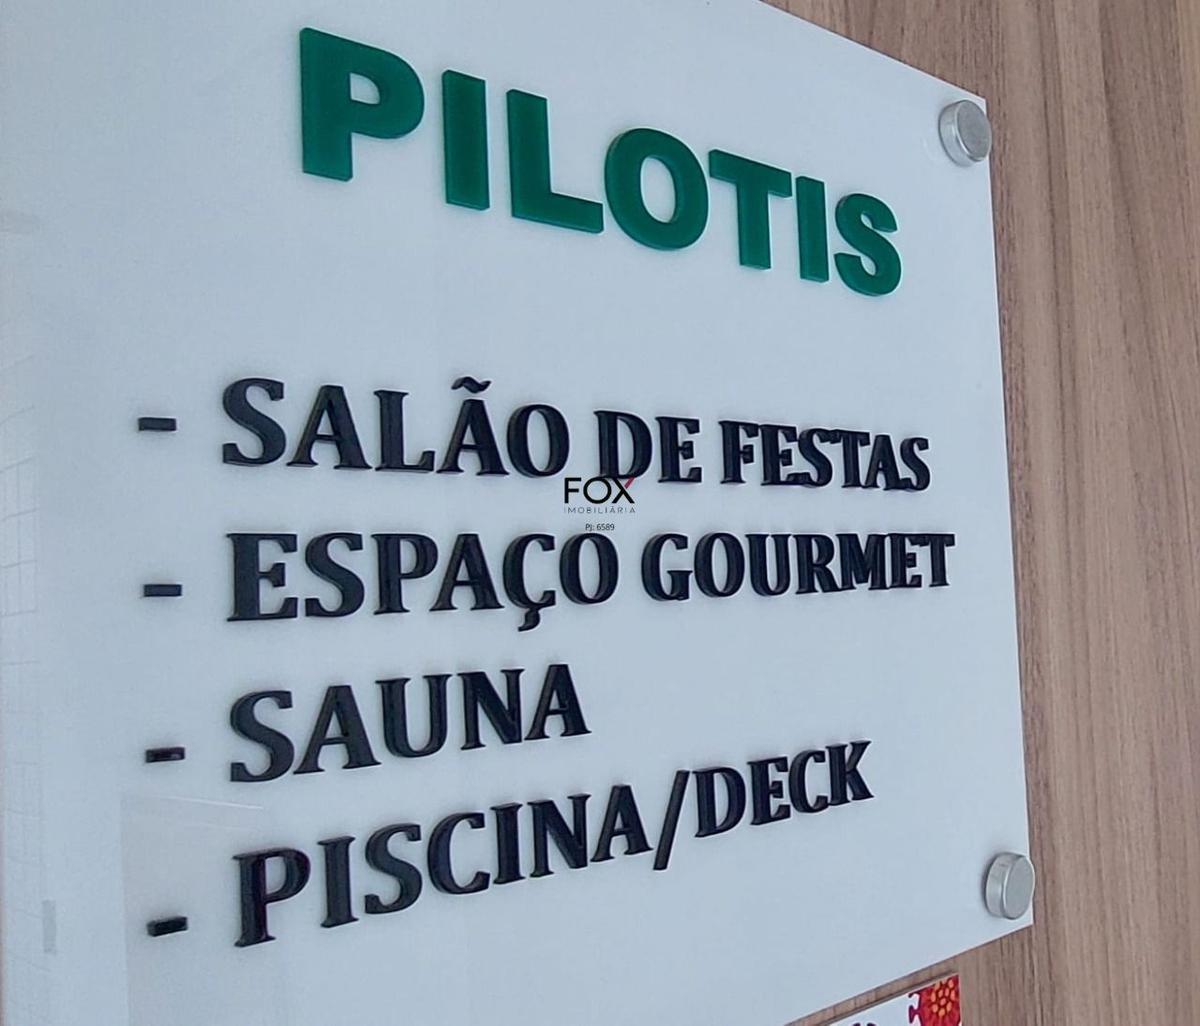 PILOTIS
- SALÃO DE FESTAS
FOX
IMOBILIÁRIA
PJ: 6589
- ESPAÇO GOURMET
- SAUNA
- PISCINA/DECK